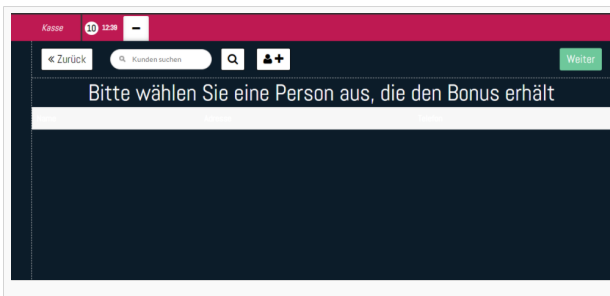 Kasse 10 12:39
« Zurück Kunden suchen Weiter
Bitte wählen Sie eine Person aus, die den Bonus erhält